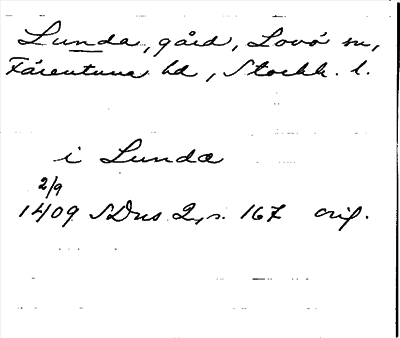 Lunda, gård, Lovö sn,
Färentuna hd, Stockh. l.
i Lunda
2/9
1409 SDns 2, s. 167 orig.